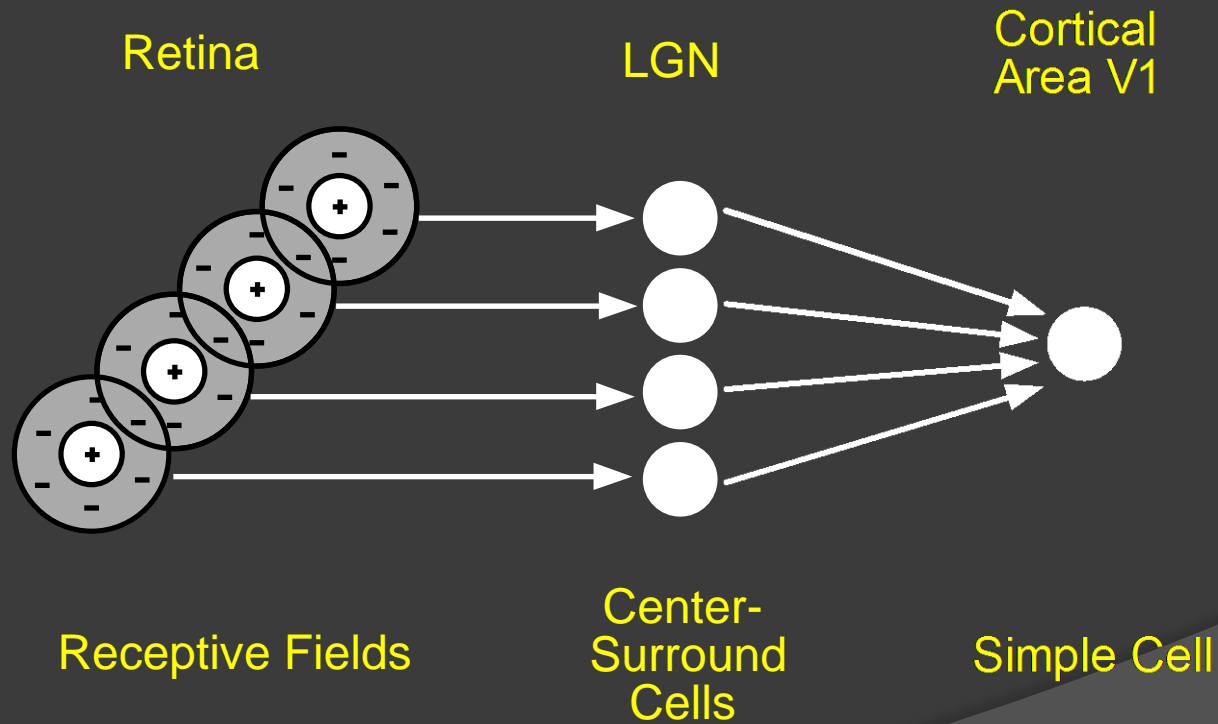 Retina
LGN
Cortical
Area V1
- - - - - +
- - - - - +
- - - - - +
- - - - - - +
Receptive Fields
Center-
Surround
Cells
Simple Cell